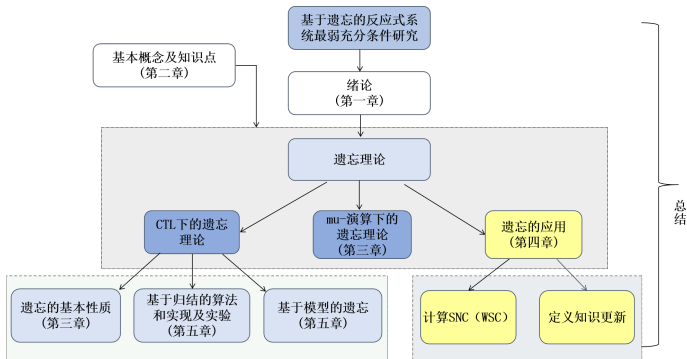 基于遗忘的反应式系
统最弱充分条件研究
基本概念及知识点
(第二章)
绪论
(第一章)
遗忘理论
CTL下的遗忘
理论
mu-演算下的
遗忘理论
(第三章)
遗忘的应用
(第四章)
遗忘的基本性质
(第三章)
基于归结的算法
和实现及实验
(第五章)
基于模型的遗忘
(第五章)
计算SNC（WSC）
定义知识更新
总结